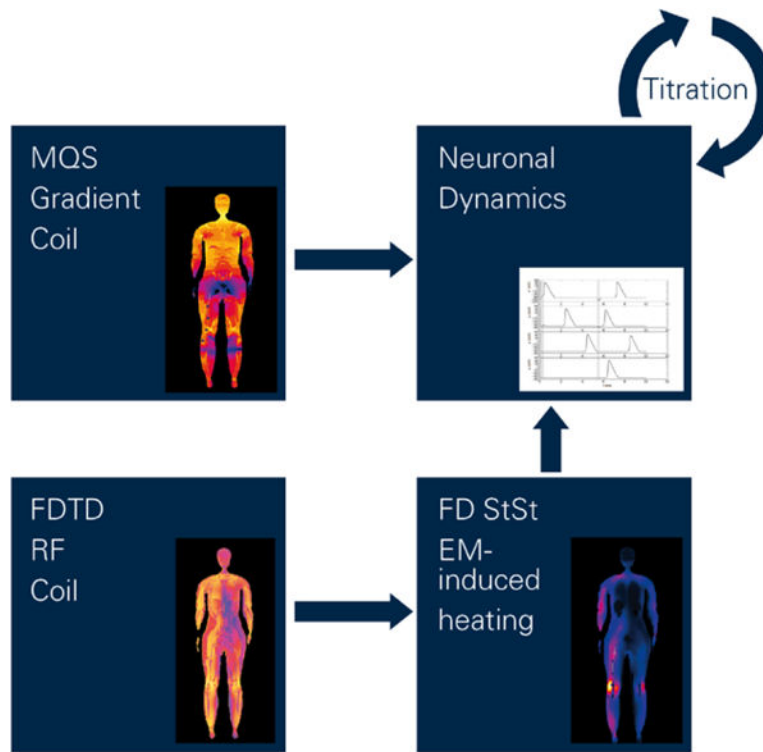 Titration
MQS
Gradient
Coil
Neuronal
Dynamics
FDTD
RF
Coil
FD StSt
EM-
induced
heating